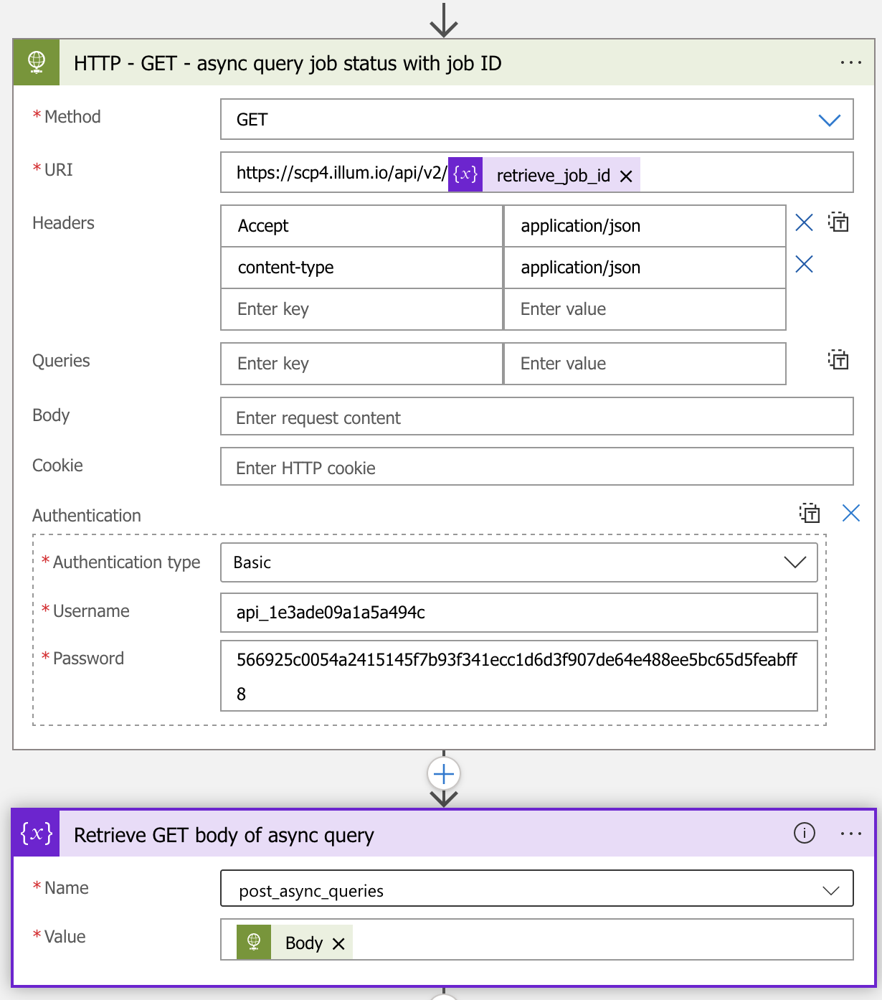 HTTP - GET - async query job status with job ID
* Method
GET
* URI
https://scp4.illum.io/api/v2/ {x} retrieve_job_id
Headers
Accept application/json
content-type application/json
Enter key Enter value
Queries
Enter key Enter value
Body
Enter request content
Cookie
Enter HTTP cookie
Authentication
* Authentication type
Basic
* Username
api_1e3ade09a1a5a494c
* Password
566925c0054a2415145f7b93f341ecc1d6d3f907de64e488ee5bc65d5feabff
8
{x} Retrieve GET body of async query
* Name
post_async_queries
* Value
Body